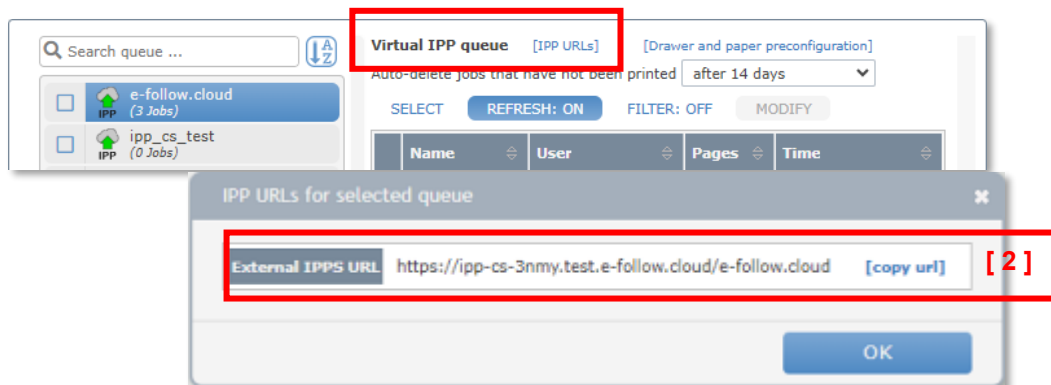 Search queue ...
A
Z
Virtual IPP queue [IPP URLs] [Drawer and paper preconfiguration]
Auto-delete jobs that have not been printed after 14 days
e-follow.cloud
(3 Jobs)
IPP
SELECT REFRESH: ON FILTER: OFF MODIFY
ipp_cs_test
(0 Jobs)
IPP
Name User Pages Time
IPP URLs for selected queue
External IPPS URL https://ipp-cs-3nmy.test.e-follow.cloud/e-follow.cloud [copy url]
[ 2 ]
OK